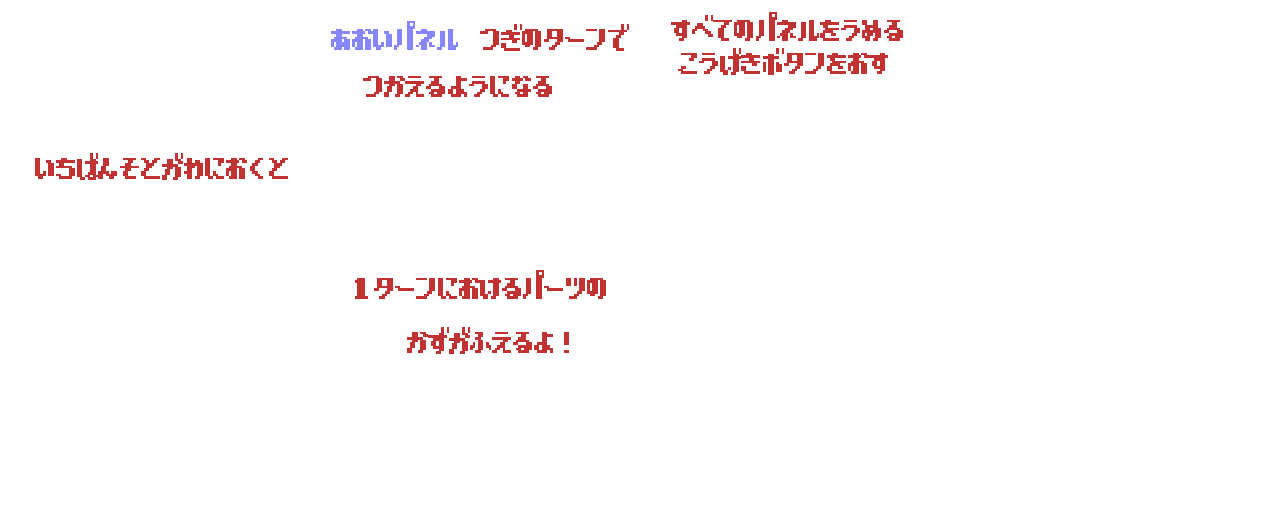 あおいパネル つぎのターンで
つかえるようになる
すべてのパネルをうみる
こうげきボタンをおす
いちばんそとがわにおくと
1ターンにおけるパーツの
かずがふえるよ!